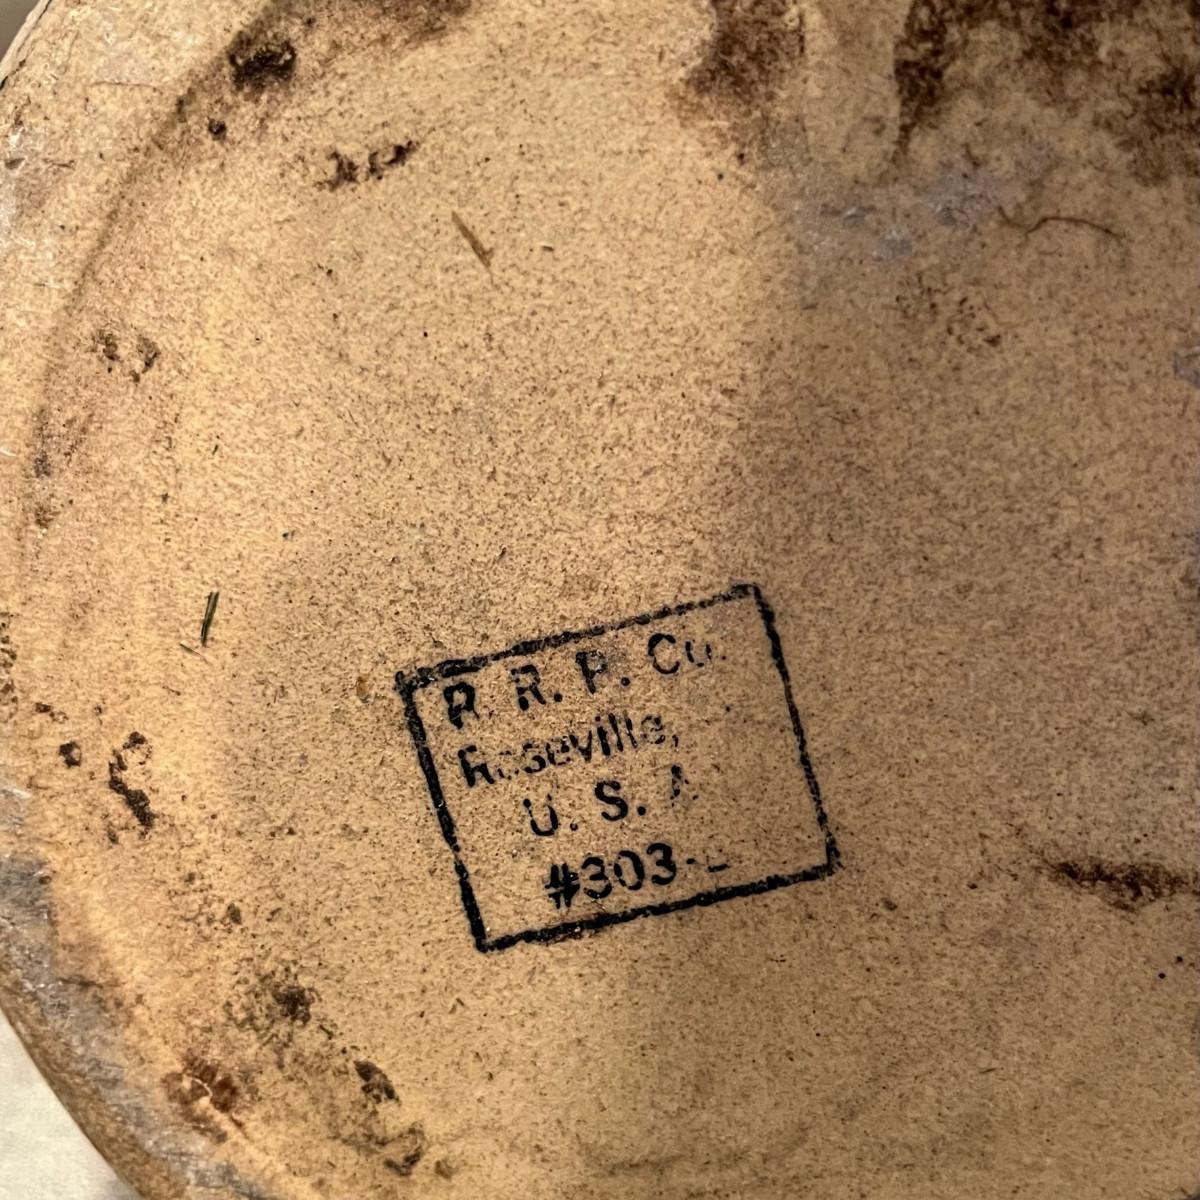 R. R. P. Co.
Roseville,
U. S. A
#303-